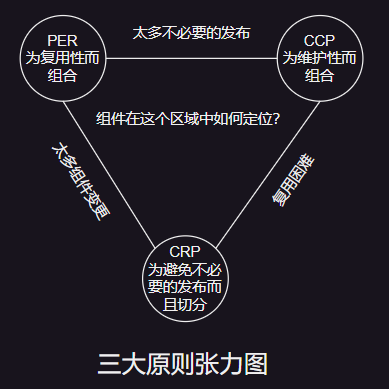 太多不必要的发布
PER
为复用性而
组合
CCP
为维护性而
组合
组件在这个区域中如何定位？
太多组件变更
复用困难
CRP
为避免不必
要的发布而
且切分
三大原则张力图